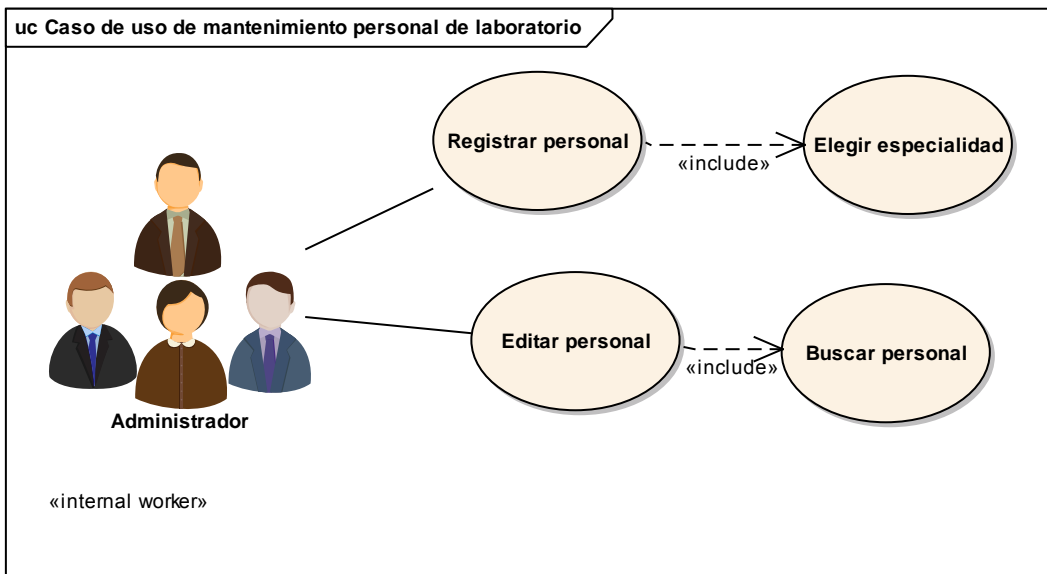 uc Caso de uso de mantenimiento personal de laboratorio
Registrar personal
Elegir especialidad
«include»
Editar personal
Buscar personal
«include»
Administrador
«internal worker»